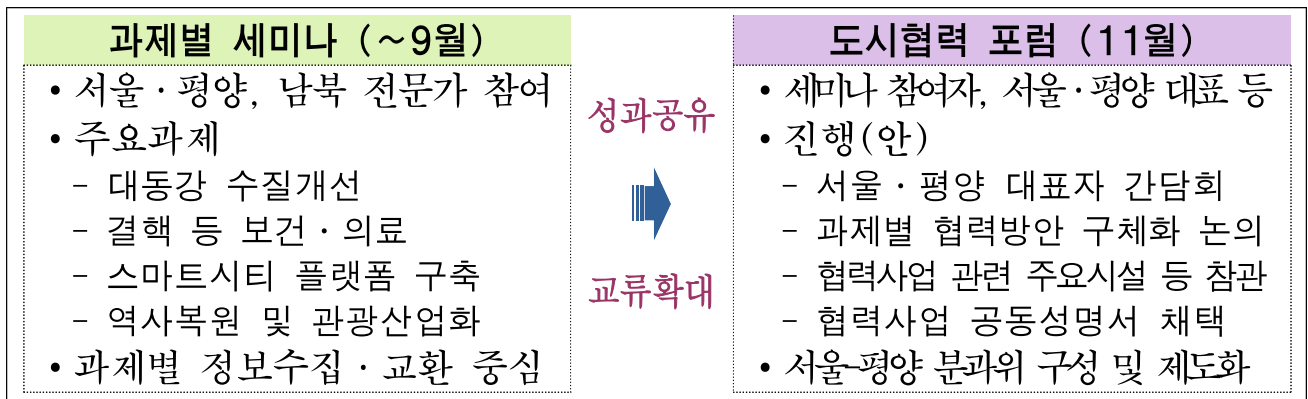 과제별 세미나 (~9월)
• 서울·평양, 남북 전문가 참여
• 주요과제
- 대동강 수질개선
- 결핵 등 보건·의료
- 스마트시티 플랫폼 구축
- 역사복원 및 관광산업화
• 과제별 정보수집·교환 중심
성과공유
교류확대
도시협력 포럼 (11월)
• 세미나 참여자, 서울·평양 대표 등
• 진행(안)
- 서울·평양 대표자 간담회
- 과제별 협력방안 구체화 논의
- 협력사업 관련 주요시설 등 참관
- 협력사업 공동성명서 채택
• 서울-평양 분과위 구성 및 제도화